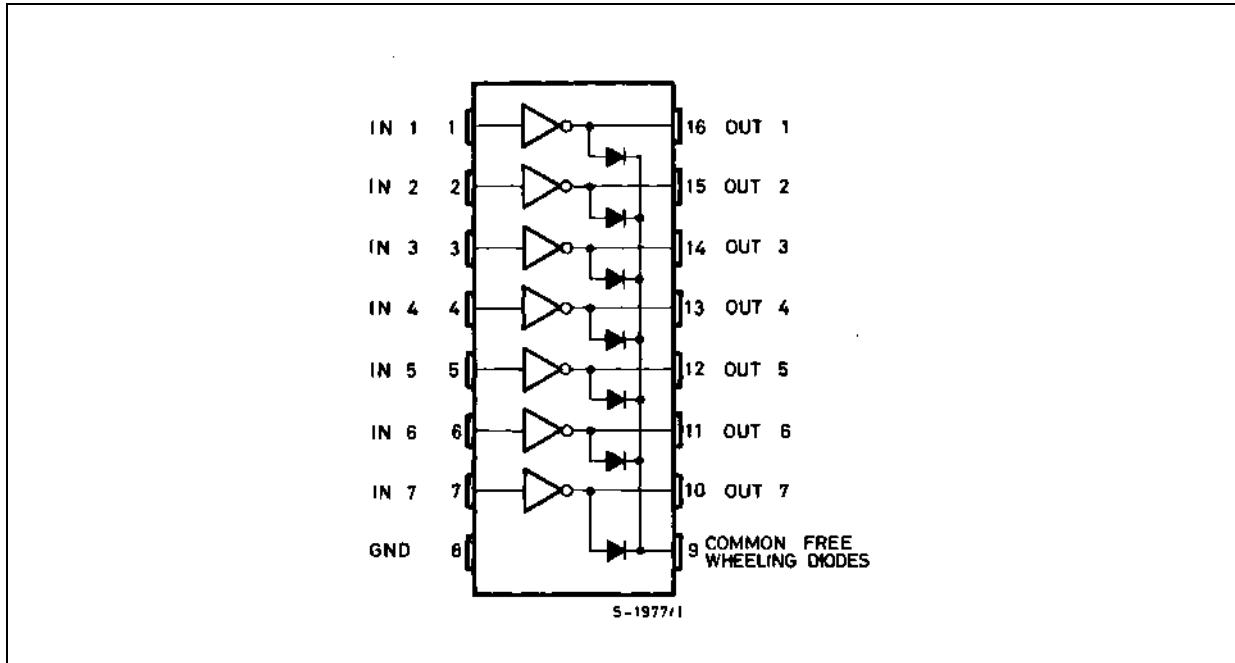 IN 1 1 16 OUT 1
IN 2 2 15 OUT 2
IN 3 3 14 OUT 3
IN 4 4 13 OUT 4
IN 5 5 12 OUT 5
IN 6 6 11 OUT 6
IN 7 7 10 OUT 7
GND 8 9 COMMON FREE
WHEELING DIODES
S-1977/1